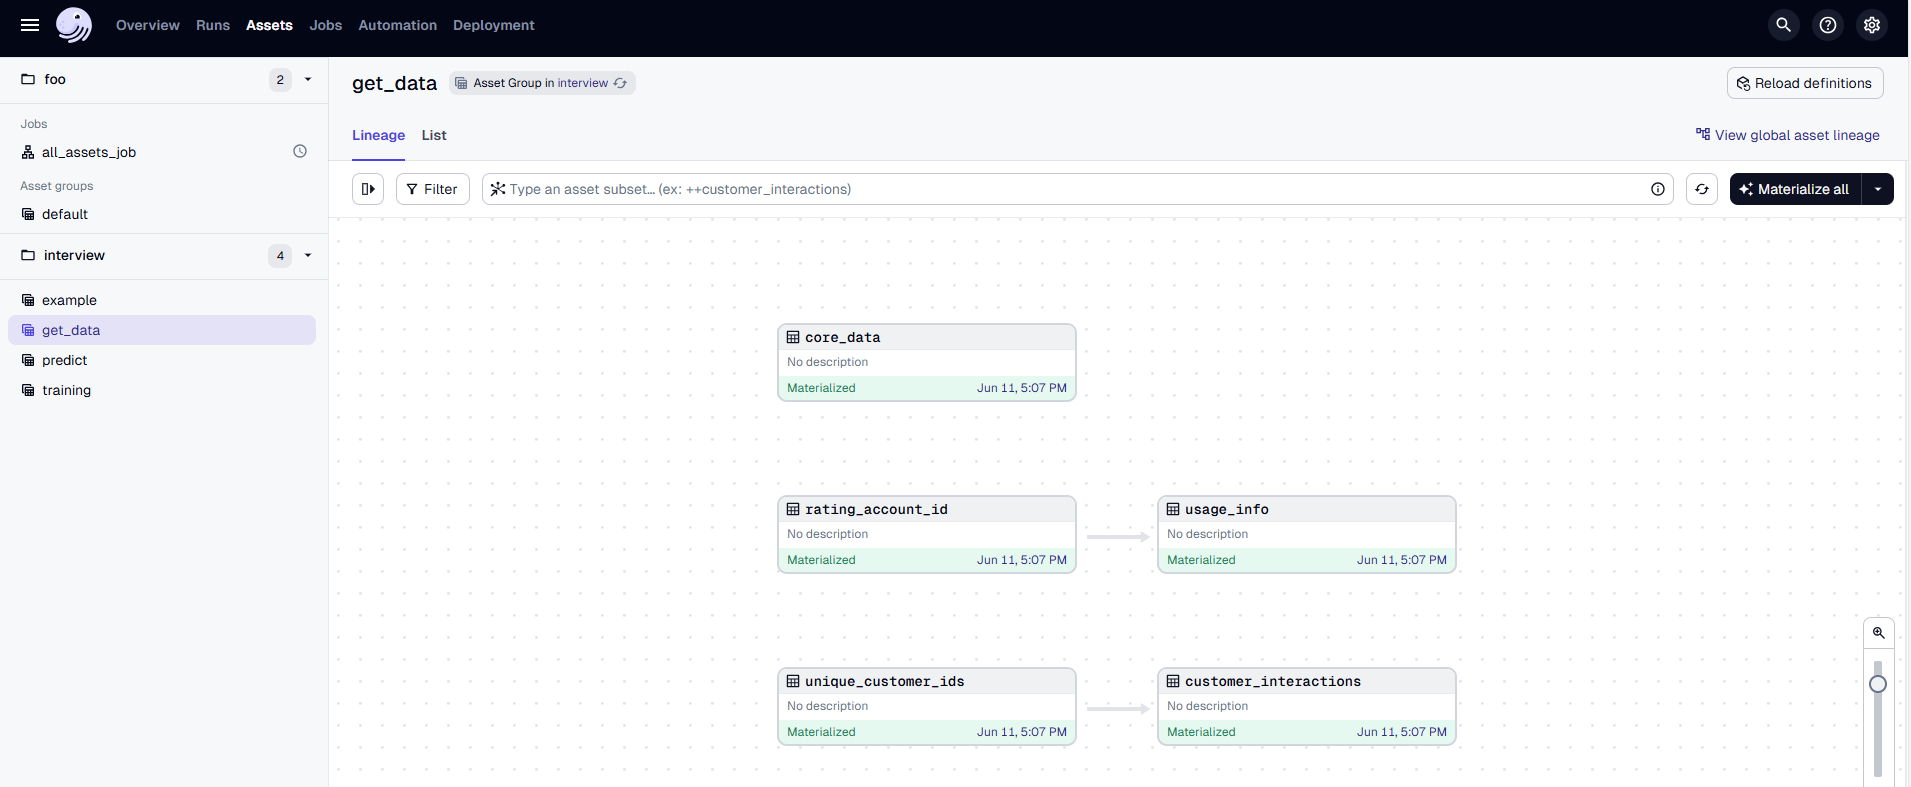 Overview Runs Assets Jobs Automation Deployment
foo 2
Jobs
all_assets_job
Asset groups
default
interview 4
example
get_data
predict
training
get_data Asset Group in interview Reload definitions
Lineage List View global asset lineage
Filter Type an asset subset... (ex: ++customer_interactions) Materialize all
core_data
No description
Materialized Jun 11, 5:07 PM
rating_account_id
No description
Materialized Jun 11, 5:07 PM
usage_info
No description
Materialized Jun 11, 5:07 PM
unique_customer_ids
No description
Materialized Jun 11, 5:07 PM
customer_interactions
No description
Materialized Jun 11, 5:07 PM